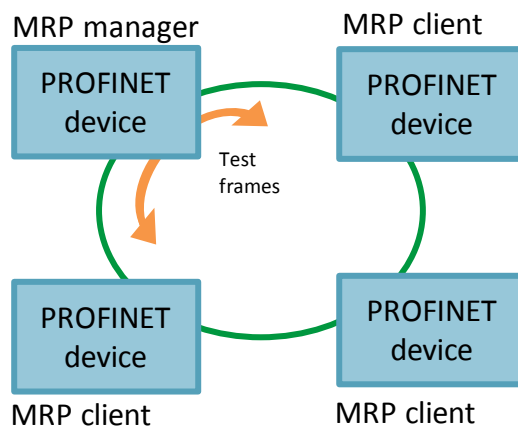 MRP manager
PROFINET
device
MRP client
PROFINET
device
Test
frames
PROFINET
device
MRP client
PROFINET
device
MRP client